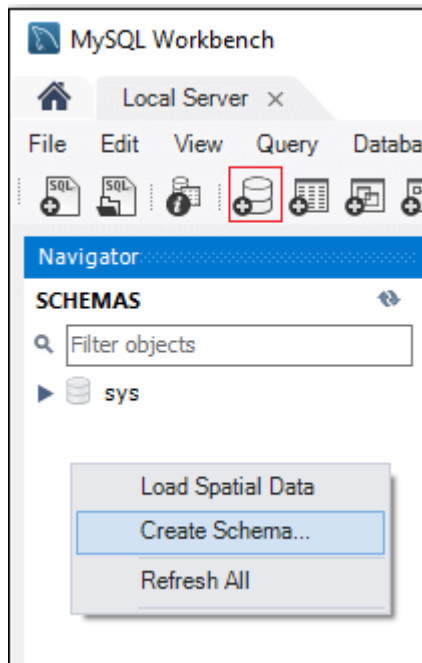 MySQL Workbench
Local Server ×
File Edit View Query Databa
SQL SQL
Navigator
SCHEMAS
Filter objects
sys
Load Spatial Data
Create Schema...
Refresh All